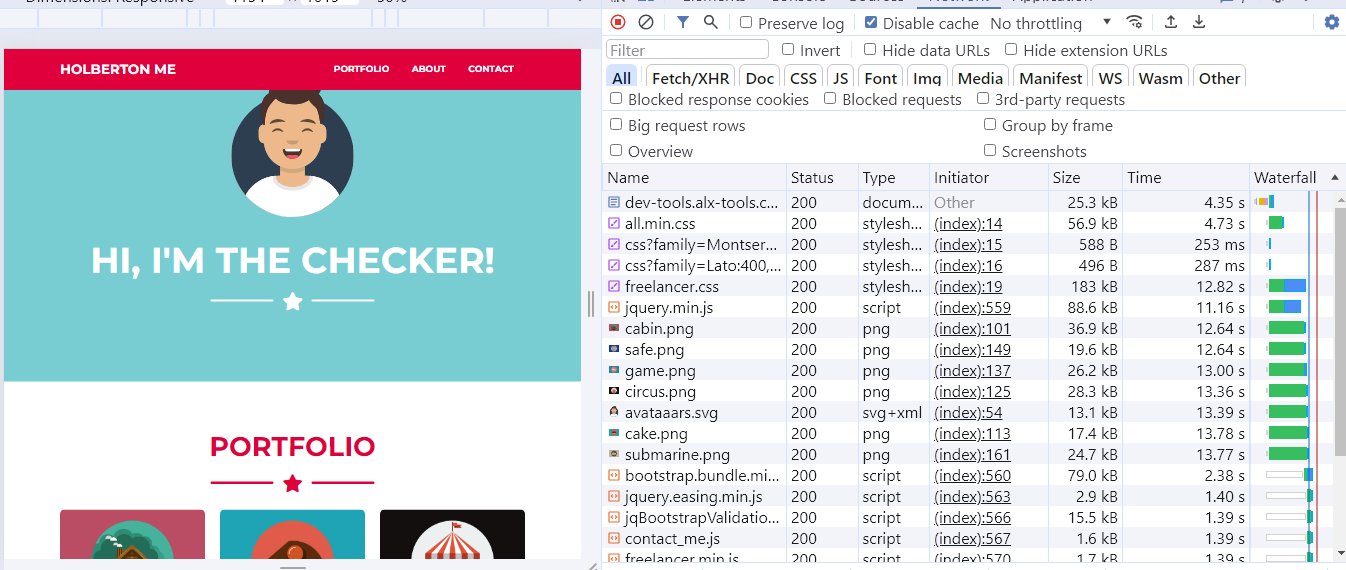 Dimensions: Responsive
HOLBERTON ME
PORTFOLIO ABOUT CONTACT
HI, I'M THE CHECKER!
PORTFOLIO
Elements Console Sources Network Application
Preserve log Disable cache No throttling
Filter Invert Hide data URLs Hide extension URLs
All Fetch/XHR Doc CSS JS Font Img Media Manifest WS Wasm Other
Blocked response cookies Blocked requests 3rd-party requests
Big request rows Group by frame
Overview Screenshots
Name Status Type Initiator Size Time Waterfall
dev-tools.alx-tools.c... 200 docum... Other 25.3 kB 4.35 s
all.min.css 200 stylesh... (index):14 56.9 kB 4.73 s
css?family=Montser... 200 stylesh... (index):15 588 B 253 ms
css?family=Lato:400,... 200 stylesh... (index):16 496 B 287 ms
freelancer.css 200 stylesh... (index):19 183 kB 12.82 s
jquery.min.js 200 script (index):559 88.6 kB 11.16 s
cabin.png 200 png (index):101 36.9 kB 12.64 s
safe.png 200 png (index):149 19.6 kB 12.64 s
game.png 200 png (index):137 26.2 kB 13.00 s
circus.png 200 png (index):125 28.3 kB 13.36 s
avataaars.svg 200 svg+xml (index):54 13.1 kB 13.39 s
cake.png 200 png (index):113 17.4 kB 13.78 s
submarine.png 200 png (index):161 24.7 kB 13.77 s
bootstrap.bundle.mi... 200 script (index):560 79.0 kB 2.38 s
jquery.easing.min.js 200 script (index):563 2.9 kB 1.40 s
jqBootstrapValidatio... 200 script (index):566 15.5 kB 1.39 s
contact_me.js 200 script (index):567 1.6 kB 1.39 s
freelancer.min.js 200 script (index):570 1.7 kB 1.39 s